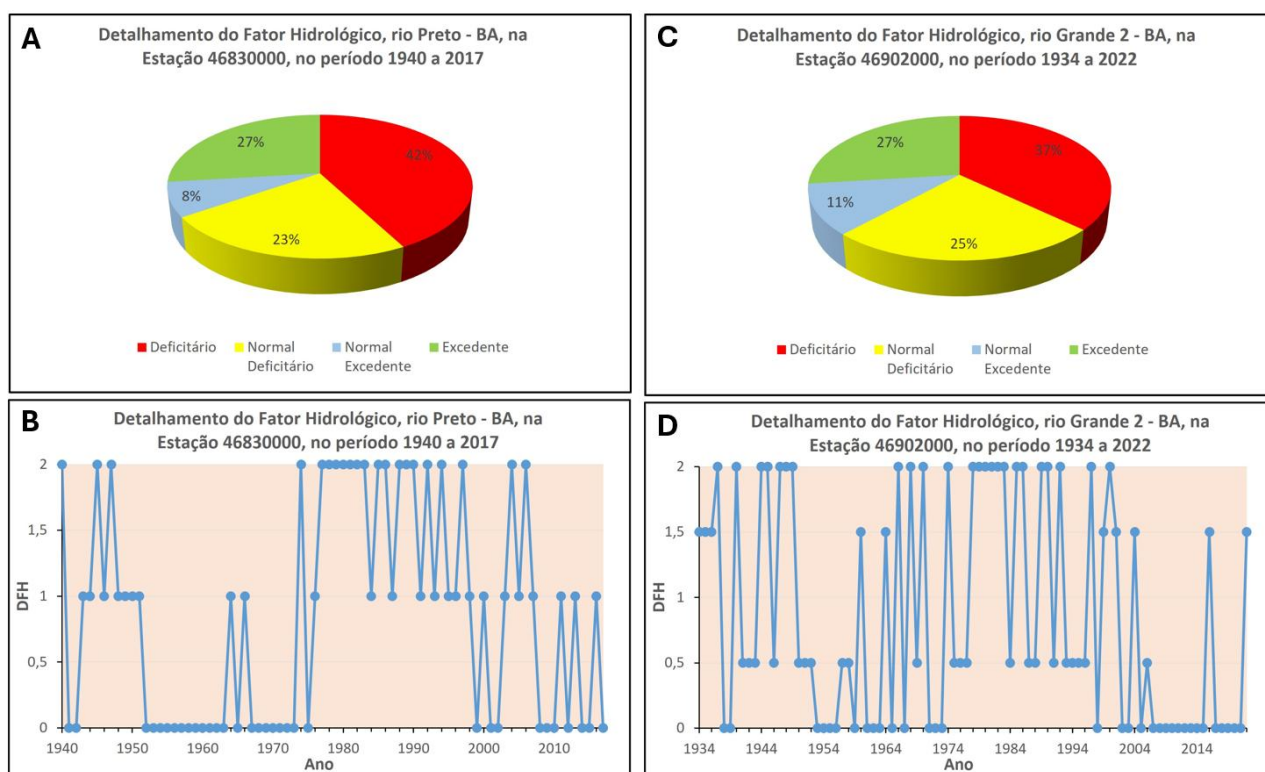 A
Detalhamento do Fator Hidrológico, rio Preto - BA, na
Estação 46830000, no período 1940 a 2017
27%
42%
8%
23%
Deficitário
Normal
Deficitário
Normal
Excedente
Excedente
C
Detalhamento do Fator Hidrológico, rio Grande 2 - BA, na
Estação 46902000, no período 1934 a 2022
27%
37%
11%
25%
Deficitário
Normal
Deficitário
Normal
Excedente
Excedente
B
Detalhamento do Fator Hidrológico, rio Preto - BA, na
Estação 46830000, no período 1940 a 2017
2
1,5
1
0,5
0
DFH
1940 1950 1960 1970 1980 1990 2000 2010
Ano
D
Detalhamento do Fator Hidrológico, rio Grande 2 - BA, na
Estação 46902000, no período 1934 a 2022
2
1,5
1
0,5
0
DFH
1934 1944 1954 1964 1974 1984 1994 2004 2014
Ano